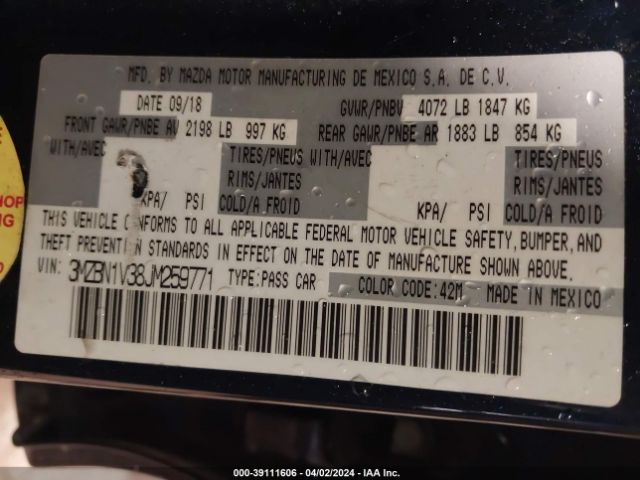 MFD. BY MAZDA MOTOR MANUFACTURING DE MEXICO S.A. DE C.V.
DATE 09/18 GVWR/PNBV 4072 LB 1847 KG
FRONT GAWR/PNBE AV 2198 LB 997 KG REAR GAWR/PNBE AR 1883 LB 854 KG
WITH/AVEC TIRES/PNEUS WITH/AVEC TIRES/PNEUS
RIMS/JANTES RIMS/JANTES
KPA/ PSI COLD/A FROID KPA/ PSI COLD/A FROID
THIS VEHICLE CONFORMS TO ALL APPLICABLE FEDERAL MOTOR VEHICLE SAFETY, BUMPER, AND
THEFT PREVENTION STANDARDS IN EFFECT ON THE DATE OF MANUFACTURE SHOWN ABOVE.
VIN: 3MZBN1V38JM259771 TYPE:PASS CAR COLOR CODE:42M MADE IN MEXICO
000-39111606 - 04/02/2024 - IAA Inc.